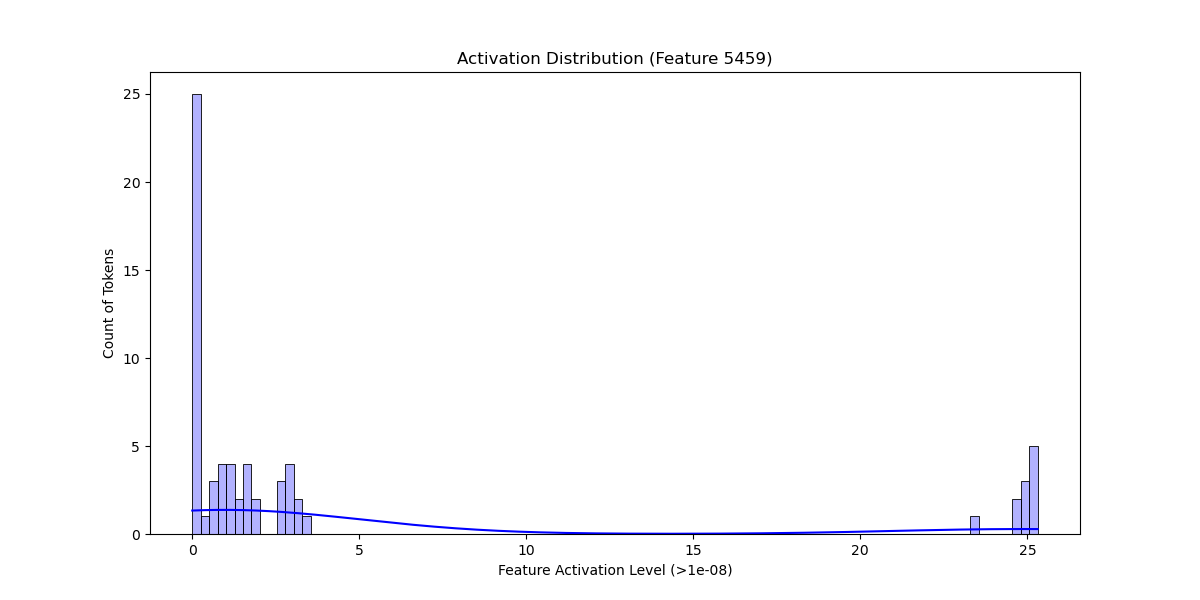 Activation Distribution (Feature 5459)
Count of Tokens
25
20
15
10
5
0
0 5 10 15 20 25
Feature Activation Level (>1e-08)